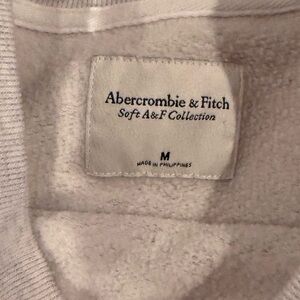 Abercrombie & Fitch
Soft A&F Collection
M
MADE IN PHILIPPINES